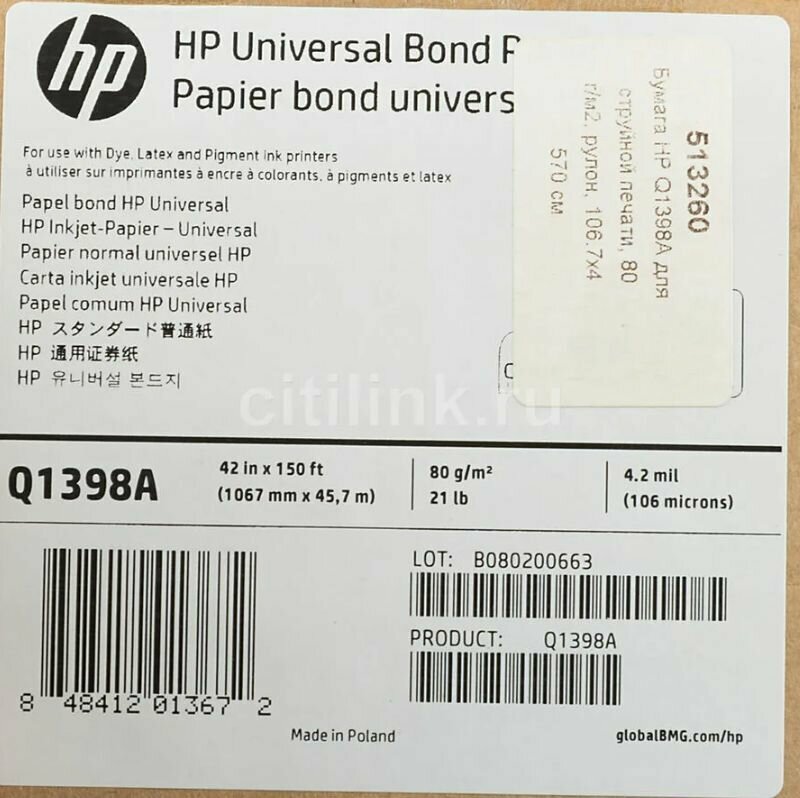 hp
HP Universal Bond P
Papier bond univers
For use with Dye, Latex and Pigment ink printers
à utiliser sur imprimantes à encre à colorants, à pigments et latex
Papel bond HP Universal
HP Inkjet-Papier – Universal
Papier normal universel HP
Carta inkjet universale HP
Papel comum HP Universal
HP スタンダード普通紙
HP 通用证券纸
HP 유니버설 본드지
513260
Бумага HP Q1398A для
струйной печати, 80
г/м2, рулон, 106.7x4
570 см
citilink.ru
Q1398A
42 in x 150 ft
(1067 mm x 45,7 m)
80 g/m²
21 lb
4.2 mil
(106 microns)
LOT: B080200663
PRODUCT: Q1398A
8 48412 01367 2
Made in Poland
globalBMG.com/hp